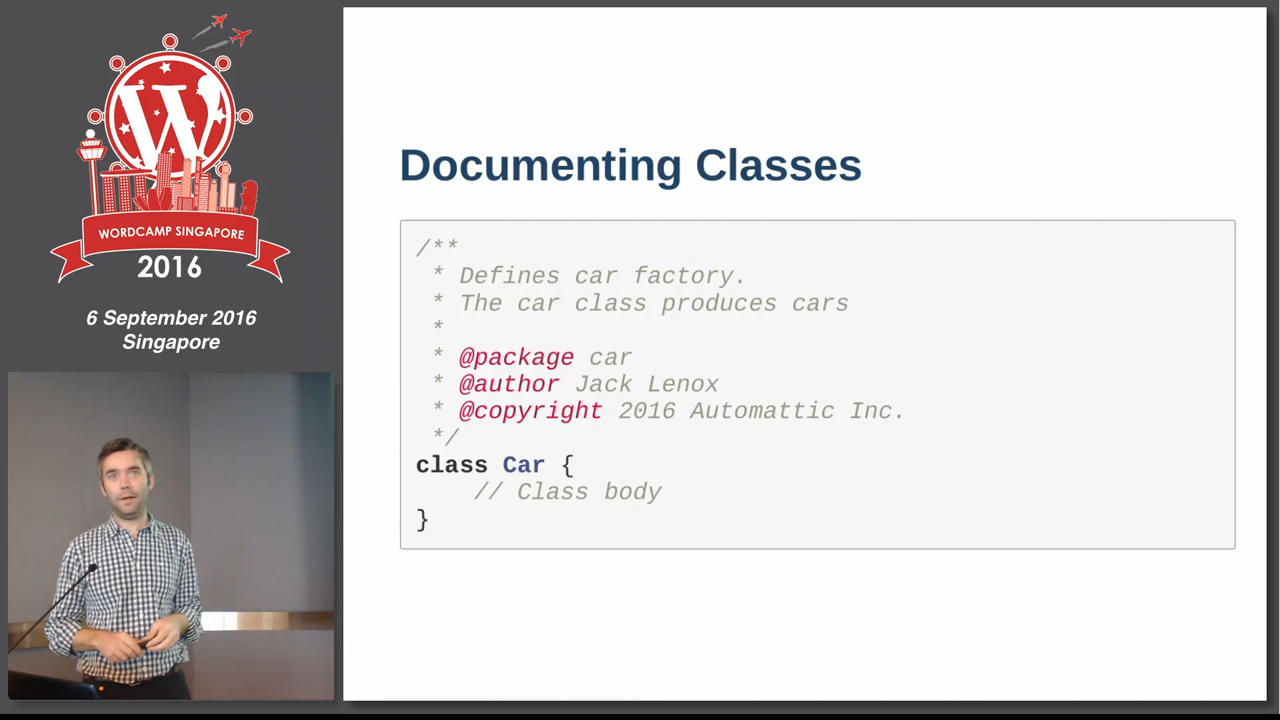 W
WORDCAMP SINGAPORE
2016
6 September 2016
Singapore
Documenting Classes
/**
 * Defines car factory.
 * The car class produces cars
 *
 * @package car
 * @author Jack Lenox
 * @copyright 2016 Automattic Inc.
 */
class Car {
    // Class body
}